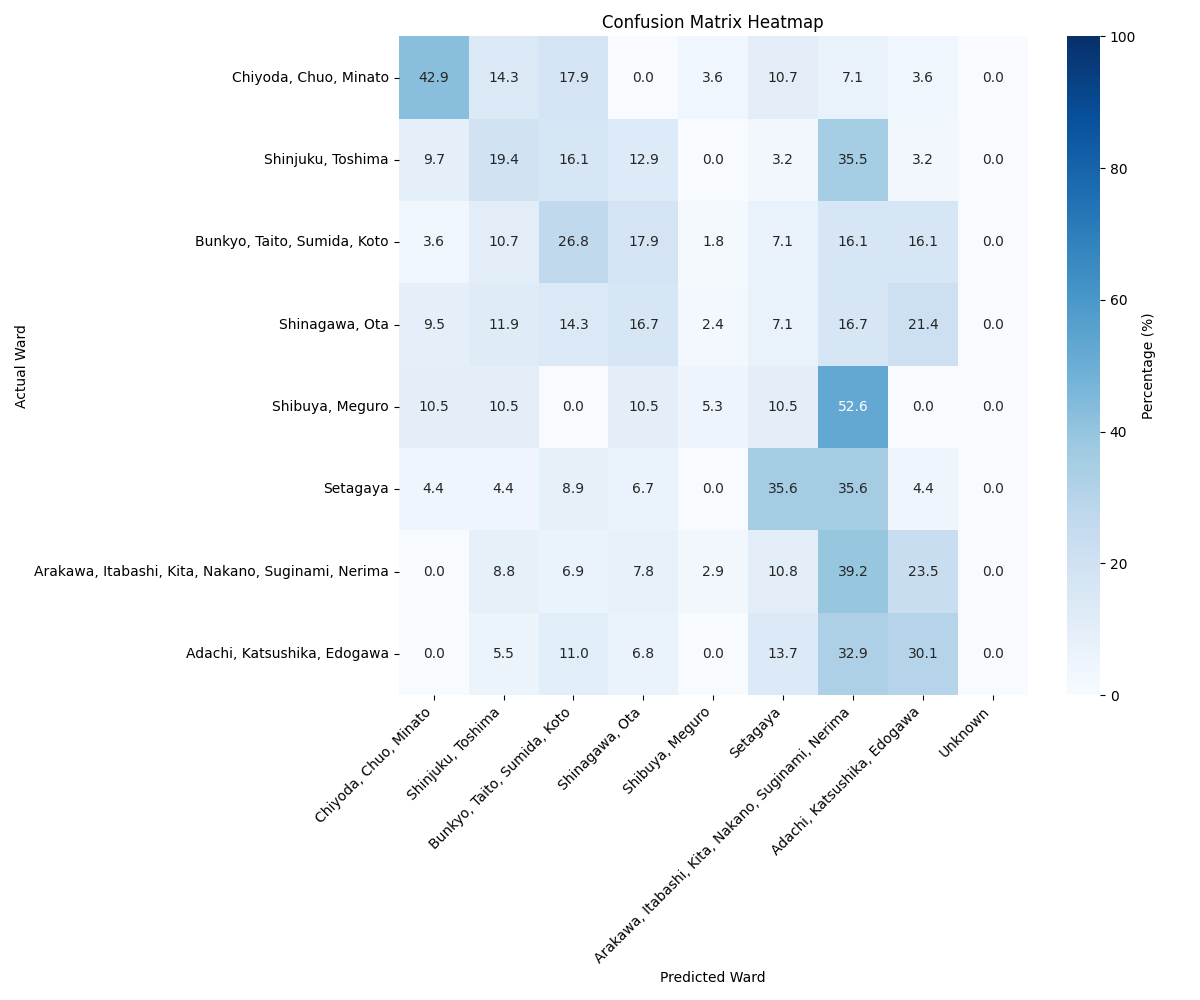 Confusion Matrix Heatmap
Chiyoda, Chuo, Minato 42.9 14.3 17.9 0.0 3.6 10.7 7.1 3.6 0.0
Shinjuku, Toshima 9.7 19.4 16.1 12.9 0.0 3.2 35.5 3.2 0.0
Bunkyo, Taito, Sumida, Koto 3.6 10.7 26.8 17.9 1.8 7.1 16.1 16.1 0.0
Shinagawa, Ota 9.5 11.9 14.3 16.7 2.4 7.1 16.7 21.4 0.0
Shibuya, Meguro 10.5 10.5 0.0 10.5 5.3 10.5 52.6 0.0 0.0
Setagaya 4.4 4.4 8.9 6.7 0.0 35.6 35.6 4.4 0.0
Arakawa, Itabashi, Kita, Nakano, Suginami, Nerima 0.0 8.8 6.9 7.8 2.9 10.8 39.2 23.5 0.0
Adachi, Katsushika, Edogawa 0.0 5.5 11.0 6.8 0.0 13.7 32.9 30.1 0.0
Actual Ward
Chiyoda, Chuo, Minato
Shinjuku, Toshima
Bunkyo, Taito, Sumida, Koto
Shinagawa, Ota
Shibuya, Meguro
Setagaya
Arakawa, Itabashi, Kita, Nakano, Suginami, Nerima
Adachi, Katsushika, Edogawa
Unknown
Predicted Ward
100
80
60
40
20
0
Percentage (%)